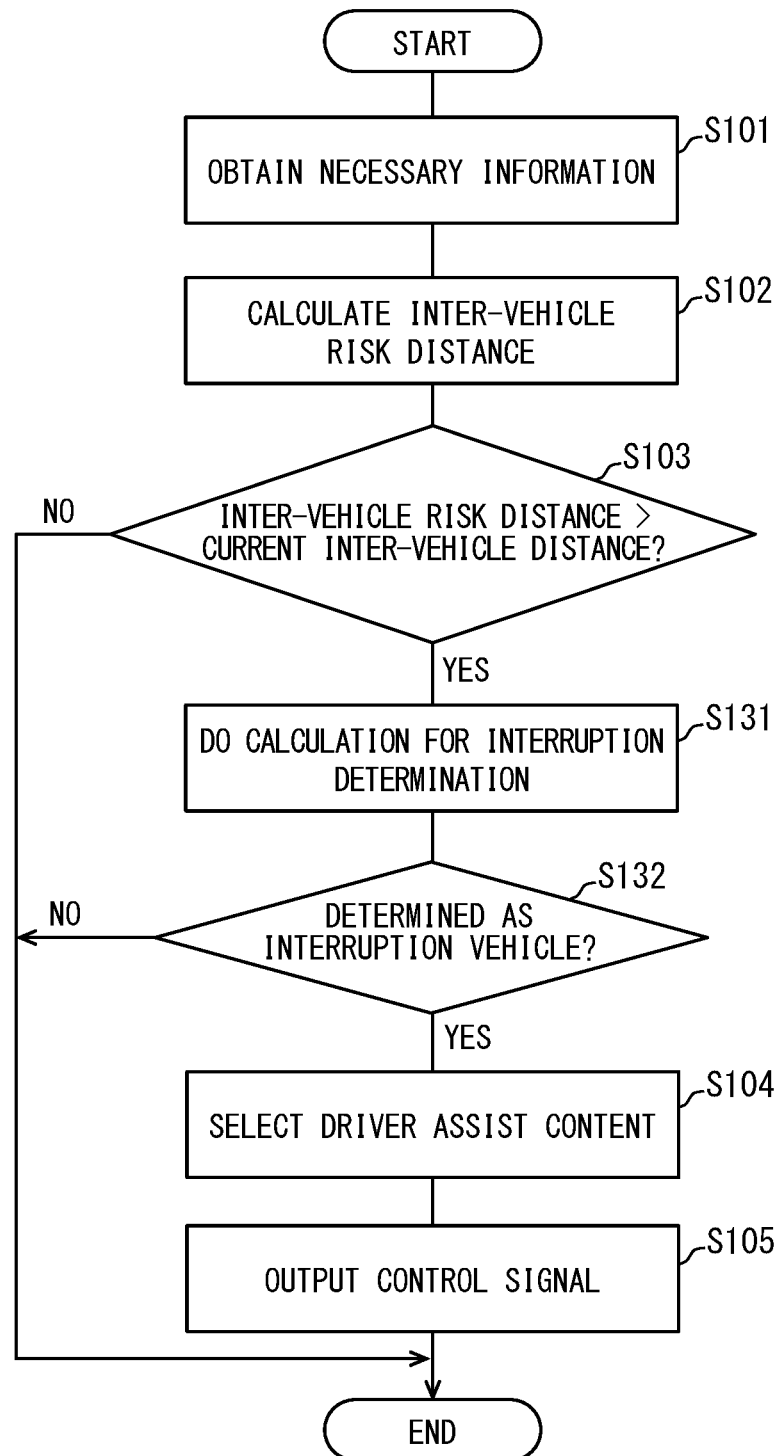 START
S101
OBTAIN NECESSARY INFORMATION
S102
CALCULATE INTER-VEHICLE
RISK DISTANCE
S103
NO
INTER-VEHICLE RISK DISTANCE >
CURRENT INTER-VEHICLE DISTANCE?
YES
S131
DO CALCULATION FOR INTERRUPTION
DETERMINATION
S132
NO
DETERMINED AS
INTERRUPTION VEHICLE?
YES
S104
SELECT DRIVER ASSIST CONTENT
S105
OUTPUT CONTROL SIGNAL
END